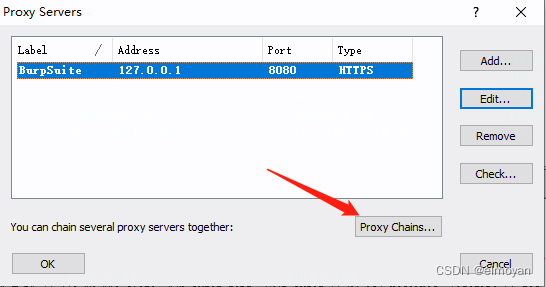 Proxy Servers ? ×
Label / Address Port Type
BurpSuite 127.0.0.1 8080 HTTPS
Add...
Edit...
Remove
Check...
You can chain several proxy servers together:
Proxy Chains...
OK
Cancel
CSDN @elmoyan